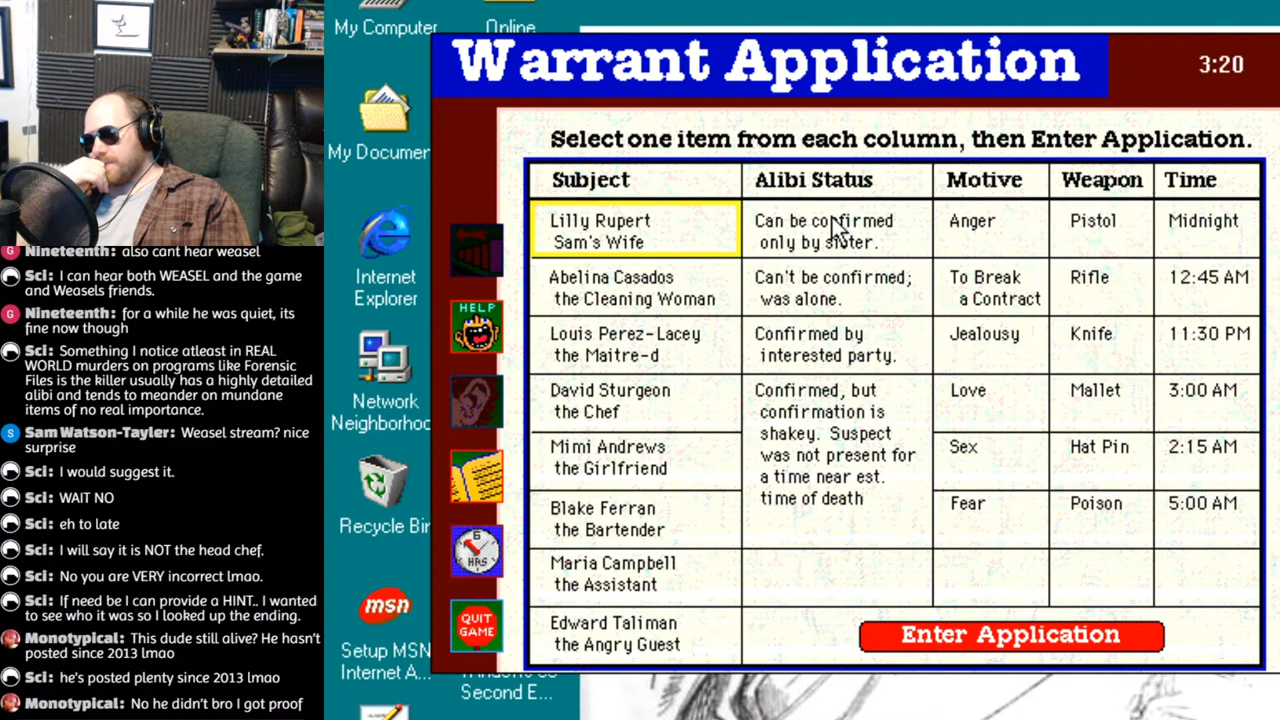 Nineteenth: also cant hear weasel
Sci: I can hear both WEASEL and the game
and Weasels friends.
Nineteenth: for a while he was quiet, its
fine now though
Sci: Something I notice atleast in REAL
WORLD murders on programs like Forensic
Files is the killer usually has a highly detailed
alibi and tends to meander on mundane
items of no real importance.
Sam Watson-Tayler: Weasel stream? nice
surprise
Sci: I would suggest it.
Sci: WAIT NO
Sci: eh to late
Sci: I will say it is NOT the head chef.
Sci: No you are VERY incorrect lmao.
Sci: If need be I can provide a HINT.. I wanted
to see who it was so I looked up the ending.
Monotypical: This dude still alive? He hasn't
posted since 2013 lmao
Sci: he's posted plenty since 2013 lmao
Monotypical: No he didn't bro I got proof
My Computer
Online
My Documen
Internet
Explorer
Network
Neighborhoo
Recycle Bin
msn
Setup MSN
Internet A...
Second E...
Warrant Application
3:20
Select one item from each column, then Enter Application.
Subject Alibi Status Motive Weapon Time
Lilly Rupert
Sam's Wife
Can be confirmed
only by sister.
Anger
Pistol
Midnight
Abelina Casados
the Cleaning Woman
Can't be confirmed;
was alone.
To Break
a Contract
Rifle
12:45 AM
Louis Perez-Lacey
the Maitre-d
Confirmed by
interested party.
Jealousy
Knife
11:30 PM
David Sturgeon
the Chef
Confirmed, but
confirmation is
shakey. Suspect
was not present for
a time near est.
time of death
Love
Mallet
3:00 AM
Mimi Andrews
the Girlfriend
Sex
Hat Pin
2:15 AM
Blake Ferran
the Bartender
Fear
Poison
5:00 AM
Maria Campbell
the Assistant
Edward Taliman
the Angry Guest
Enter Application
HELP
6
HRS
QUIT
GAME